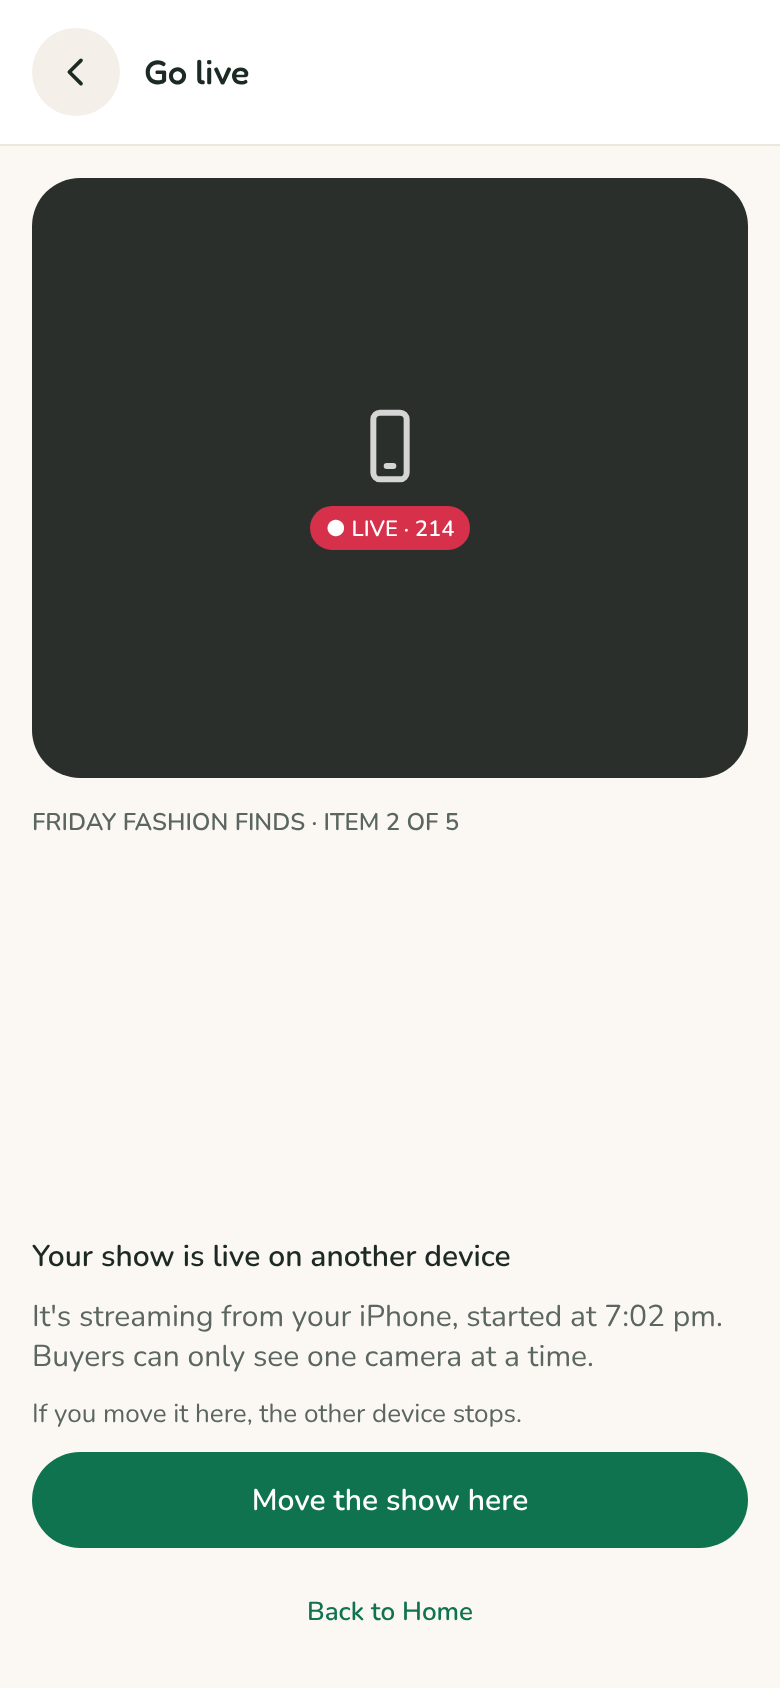 Go live
LIVE · 214
FRIDAY FASHION FINDS · ITEM 2 OF 5
Your show is live on another device
It's streaming from your iPhone, started at 7:02 pm.
Buyers can only see one camera at a time.
If you move it here, the other device stops.
Move the show here
Back to Home